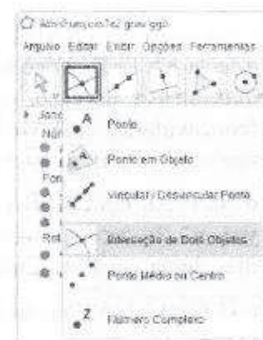 Arquivo Editar Exibir Opções Ferramentas
A
Ponto
Ponto em Objeto
Vincular / Desvincular Ponto
Interseção de Dois Objetos
Ponto Médio ou Centro
Z
Número Complexo